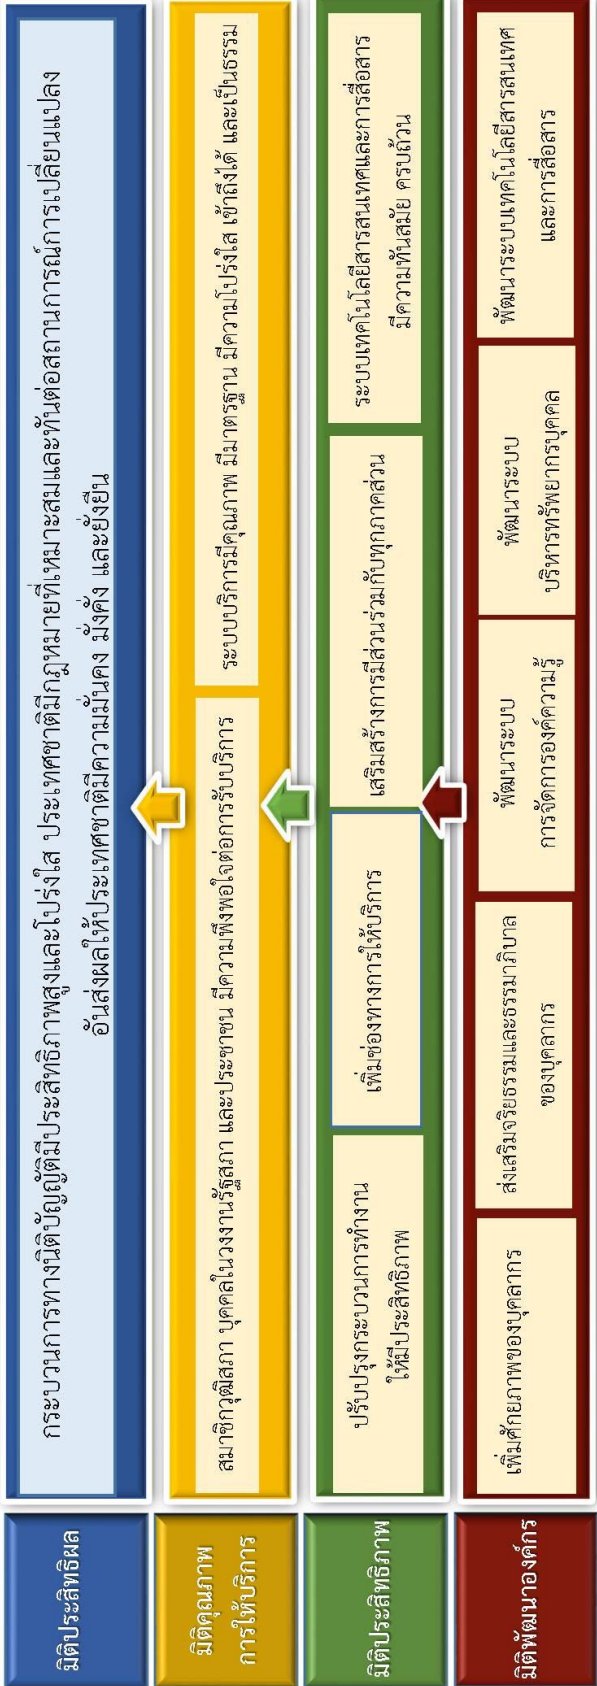 มิติประสิทธิผล
กระบวนการทางนิติบัญญัติมีประสิทธิภาพสูงและโปร่งใส ประเทศชาติมีกฎหมายที่เหมาะสมและทันต่อสถานการณ์การเปลี่ยนแปลง
อันส่งผลให้ประเทศชาติมีความมั่นคง มั่งคั่ง และยั่งยืน
มิติคุณภาพ
การให้บริการ
สมาชิกวุฒิสภา บุคคลในวงงานรัฐสภา และประชาชน มีความพึงพอใจต่อการรับบริการ
ระบบบริการมีคุณภาพ มีมาตรฐาน มีความโปร่งใส เข้าถึงได้ และเป็นธรรม
มิติประสิทธิภาพ
ปรับปรุงกระบวนการทำงาน
ให้มีประสิทธิภาพ
เพิ่มช่องทางการให้บริการ
เสริมสร้างการมีส่วนร่วมกับทุกภาคส่วน
ระบบเทคโนโลยีสารสนเทศและการสื่อสาร
มีความทันสมัย ครบถ้วน
มิติพัฒนาองค์กร
เพิ่มศักยภาพของบุคลากร
ส่งเสริมจริยธรรมและธรรมาภิบาล
ของบุคลากร
พัฒนาระบบ
การจัดการองค์ความรู้
พัฒนาระบบ
บริหารทรัพยากรบุคคล
พัฒนาระบบเทคโนโลยีสารสนเทศ
และการสื่อสาร